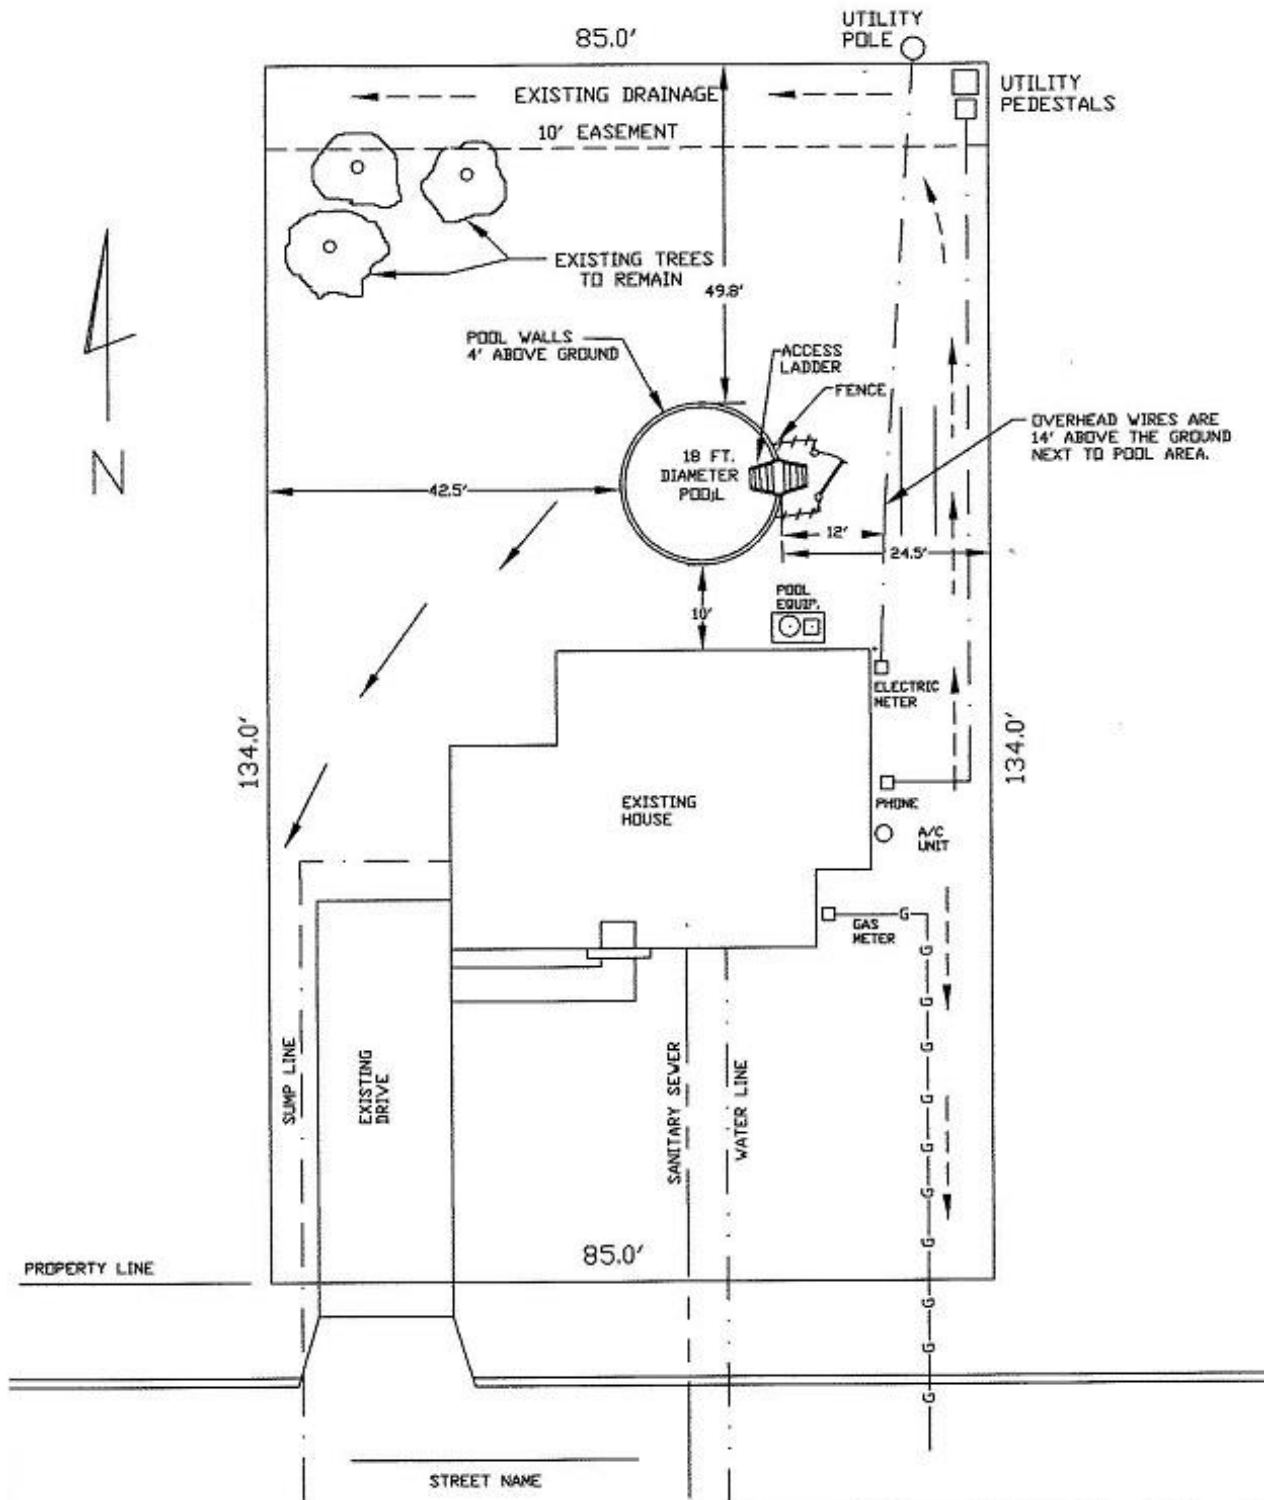 85.0'
UTILITY
POLE
UTILITY
PEDESTALS
EXISTING DRAINAGE
10' EASEMENT
EXISTING TREES
TO REMAIN
49.8'
POOL WALLS
4' ABOVE GROUND
ACCESS
LADDER
FENCE
OVERHEAD WIRES ARE
14' ABOVE THE GROUND
NEXT TO POOL AREA.
18 FT.
DIAMETER
POO;L
42.5'
12'
24.5'
N
POOL
EQUIP.
10'
ELECTRIC
METER
134.0'
134.0'
EXISTING
HOUSE
PHONE
A/C
UNIT
GAS
METER
G
G
G
G
G
G
G
G
G
G
G
SUMP LINE
EXISTING
DRIVE
SANITARY SEWER
WATER LINE
85.0'
PROPERTY LINE
STREET NAME